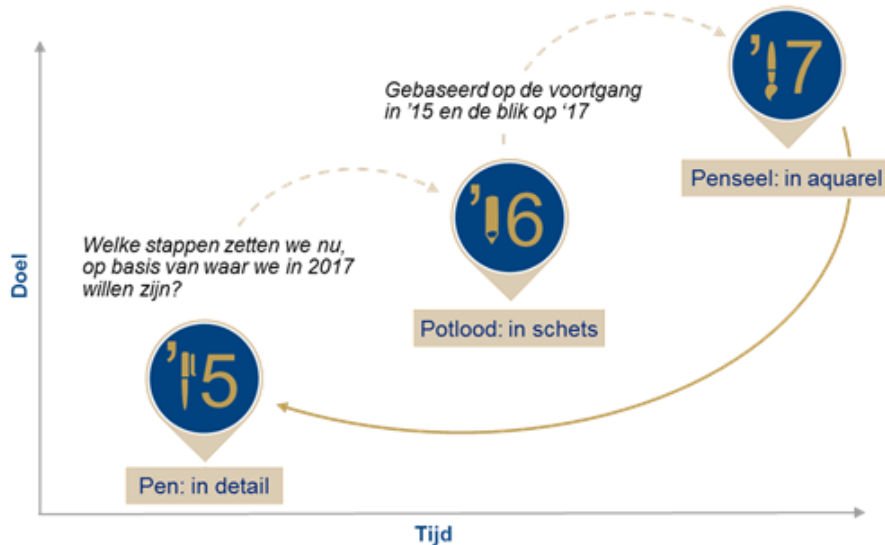 '17
Gebaseerd op de voortgang
in '15 en de blik op '17
Penseel: in aquarel
'16
Welke stappen zetten we nu,
op basis van waar we in 2017
willen zijn?
Potlood: in schets
'15
Pen: in detail
Doel
Tijd